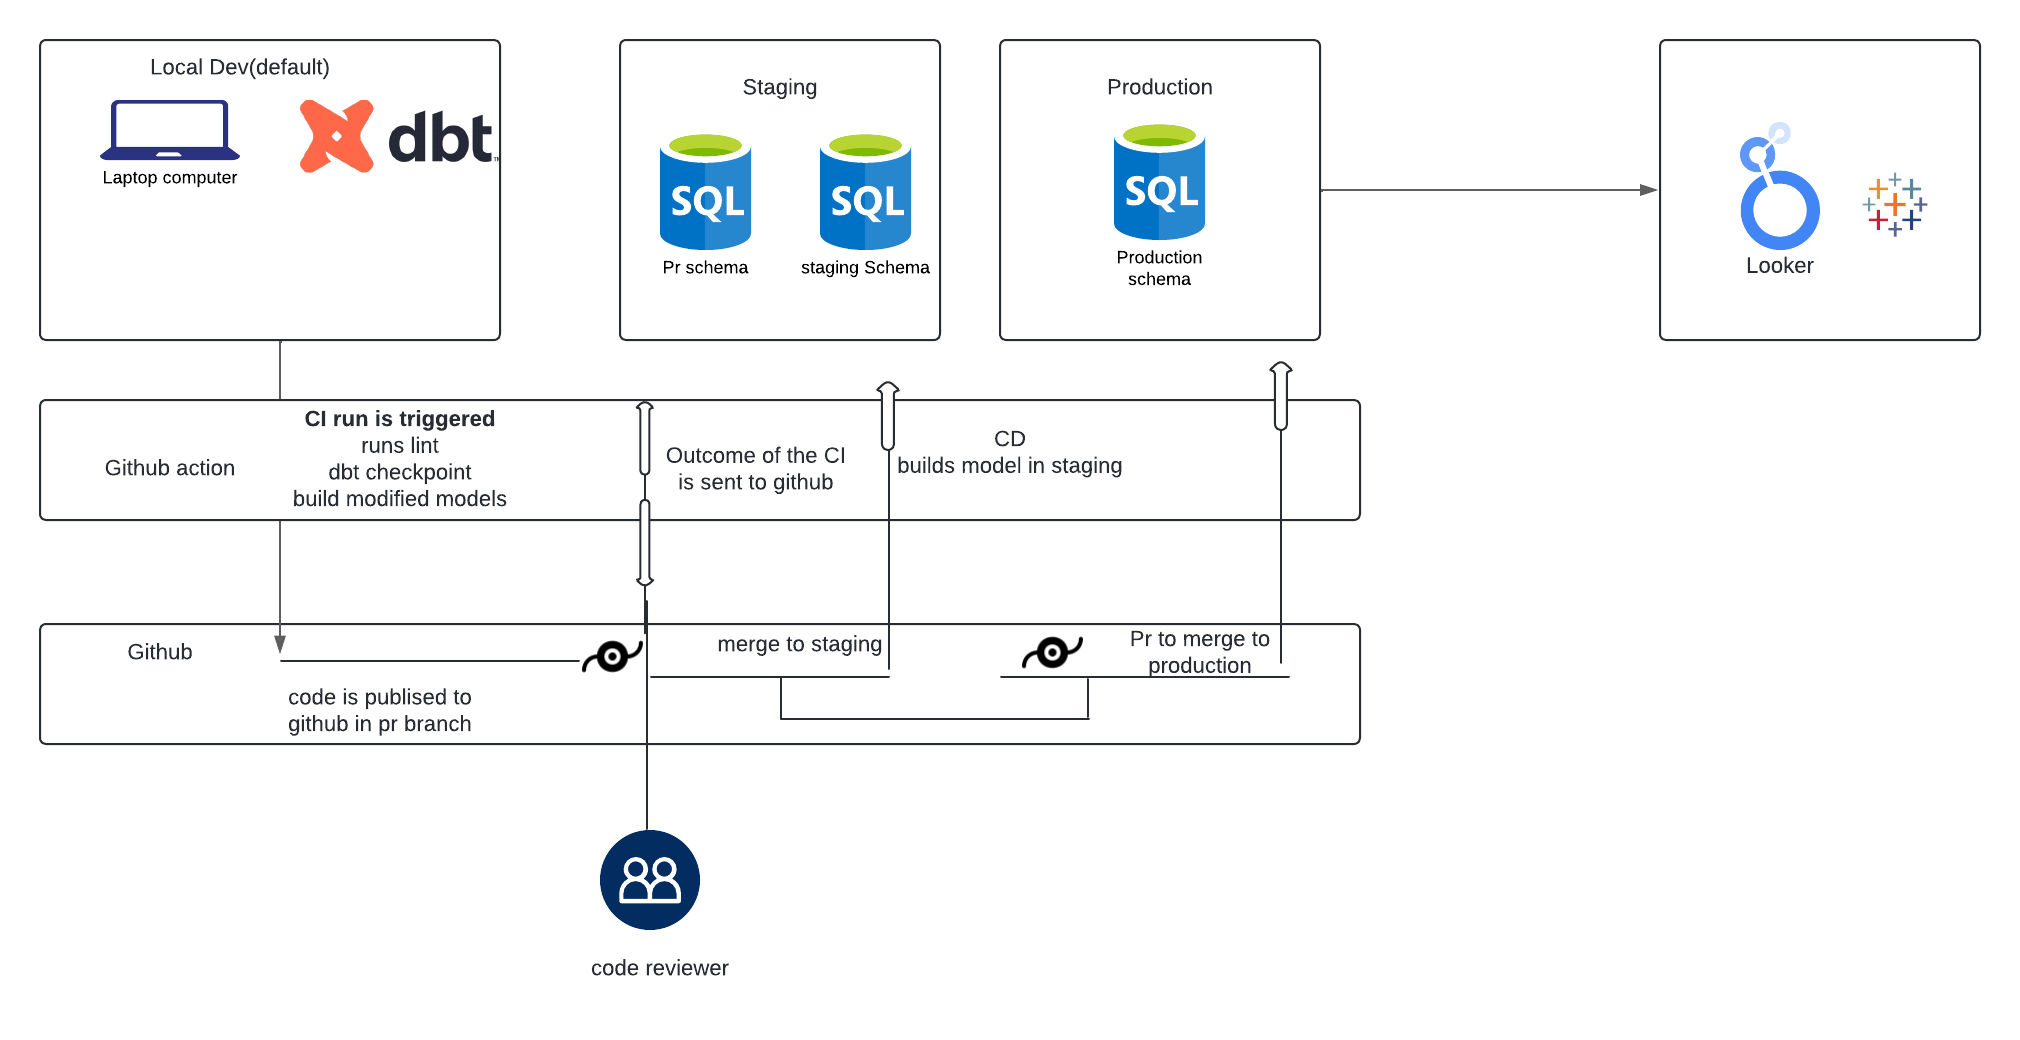 Local Dev(default)
Laptop computer
dbt
TM
Staging
SQL
Pr schema
SQL
staging Schema
Production
SQL
Production
schema
Looker
Github action
CI run is triggered
runs lint
dbt checkpoint
build modified models
Outcome of the CI
is sent to github
CD
builds model in staging
Github
code is publised to
github in pr branch
merge to staging
Pr to merge to
production
code reviewer